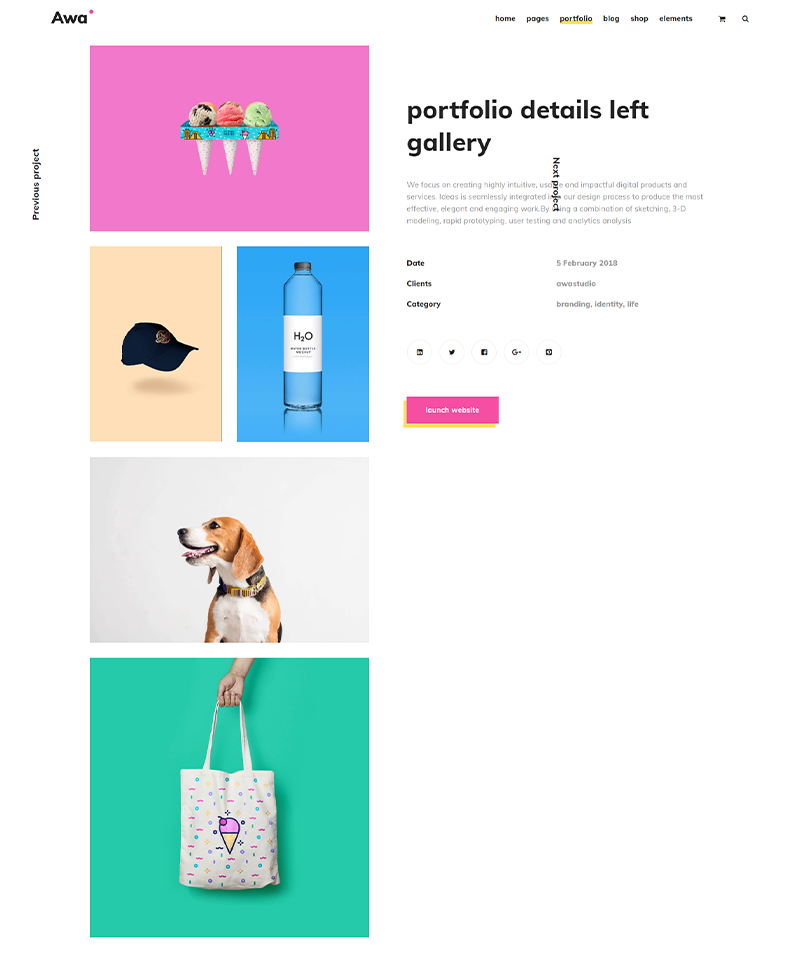 Awa
home pages portfolio blog shop elements
Previous project
portfolio details left
gallery
Next project
We focus on creating highly intuitive, usable and impactful digital products and
services. Ideas is seamlessly integrated in our design process to produce the most
effective, elegant and engaging work.By using a combination of sketching, 3-D
modeling, rapid prototyping, user testing and analytics analysis
Date 5 February 2018
Clients awastudio
Category branding, identity, life
G+
launch website
H₂O
WATER BOTTLE
MOCKUP